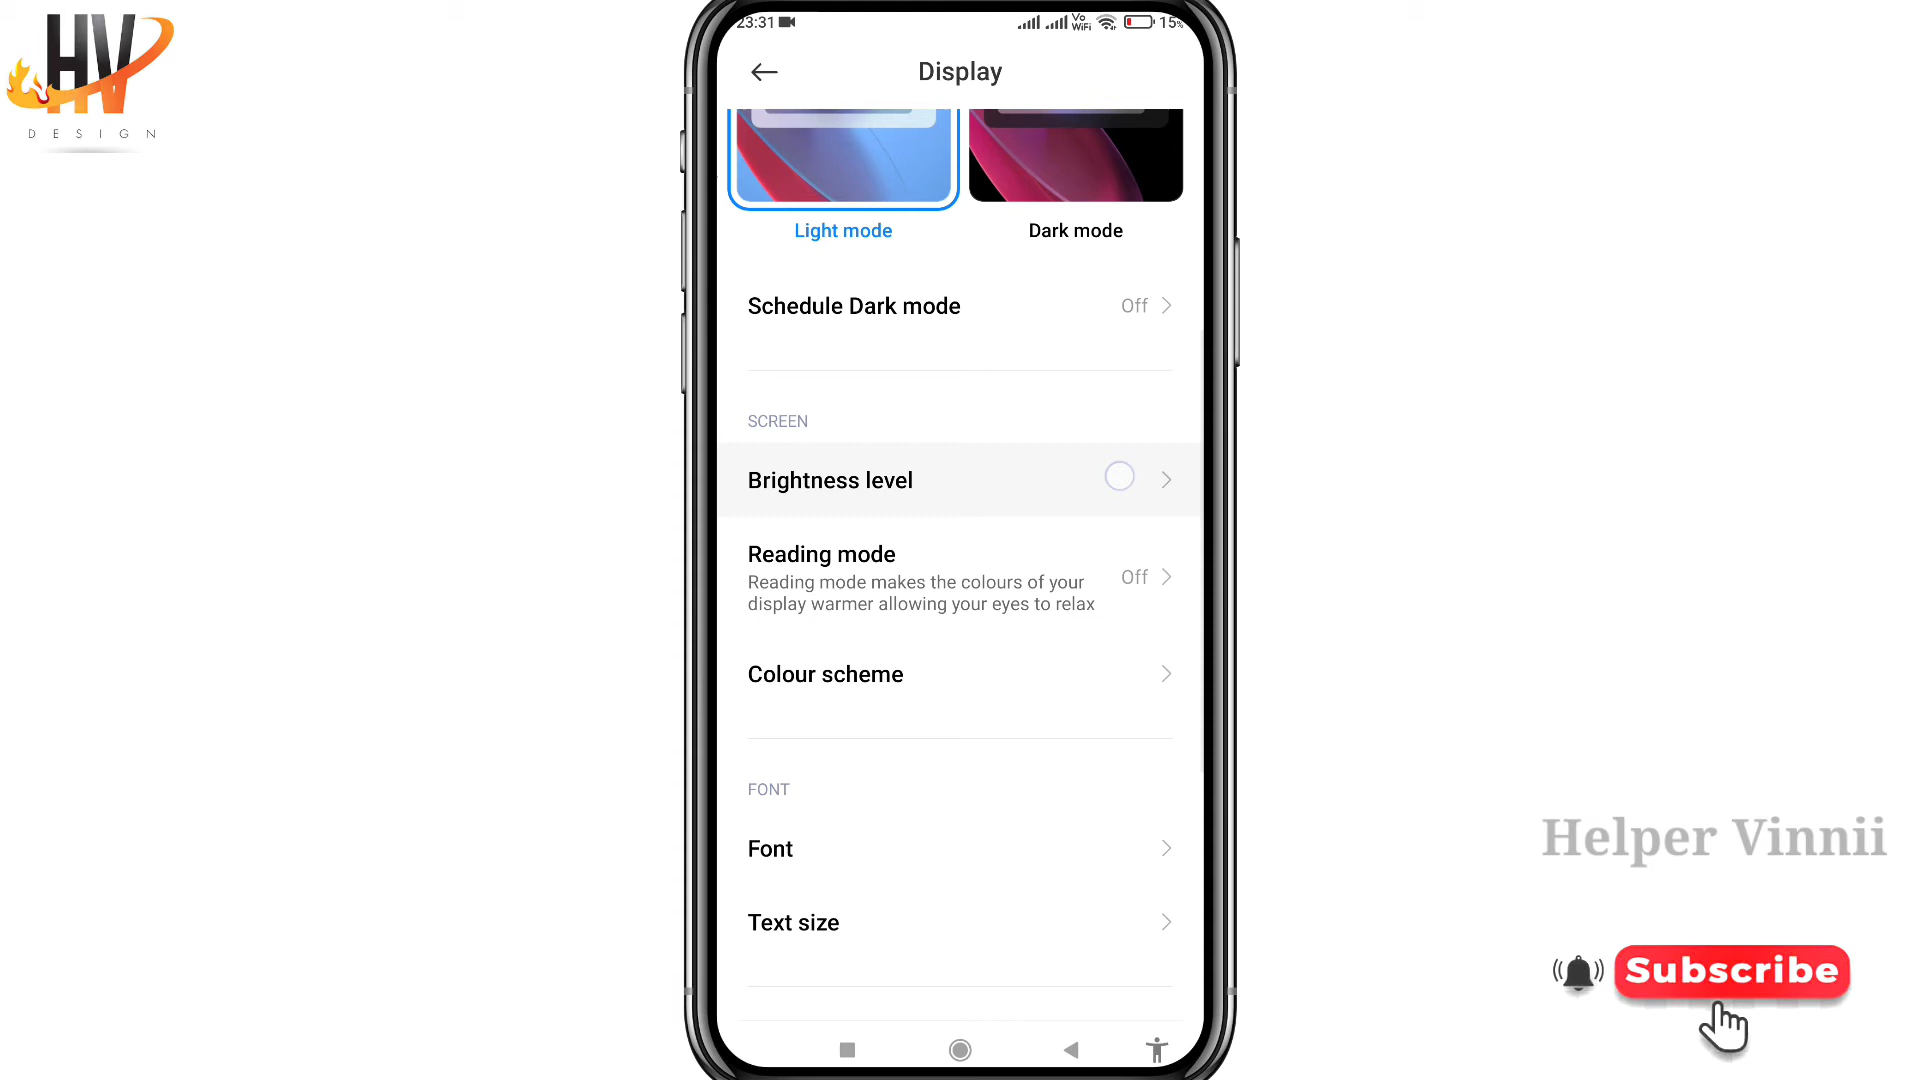 HV
DESIGN
23:31
Vo
WiFi
15%
Display
Light mode
Dark mode
Schedule Dark mode
Off
SCREEN
Brightness level
Reading mode
Reading mode makes the colours of your
display warmer allowing your eyes to relax
Off
Colour scheme
FONT
Font
Text size
Helper Vinnii
Subscribe